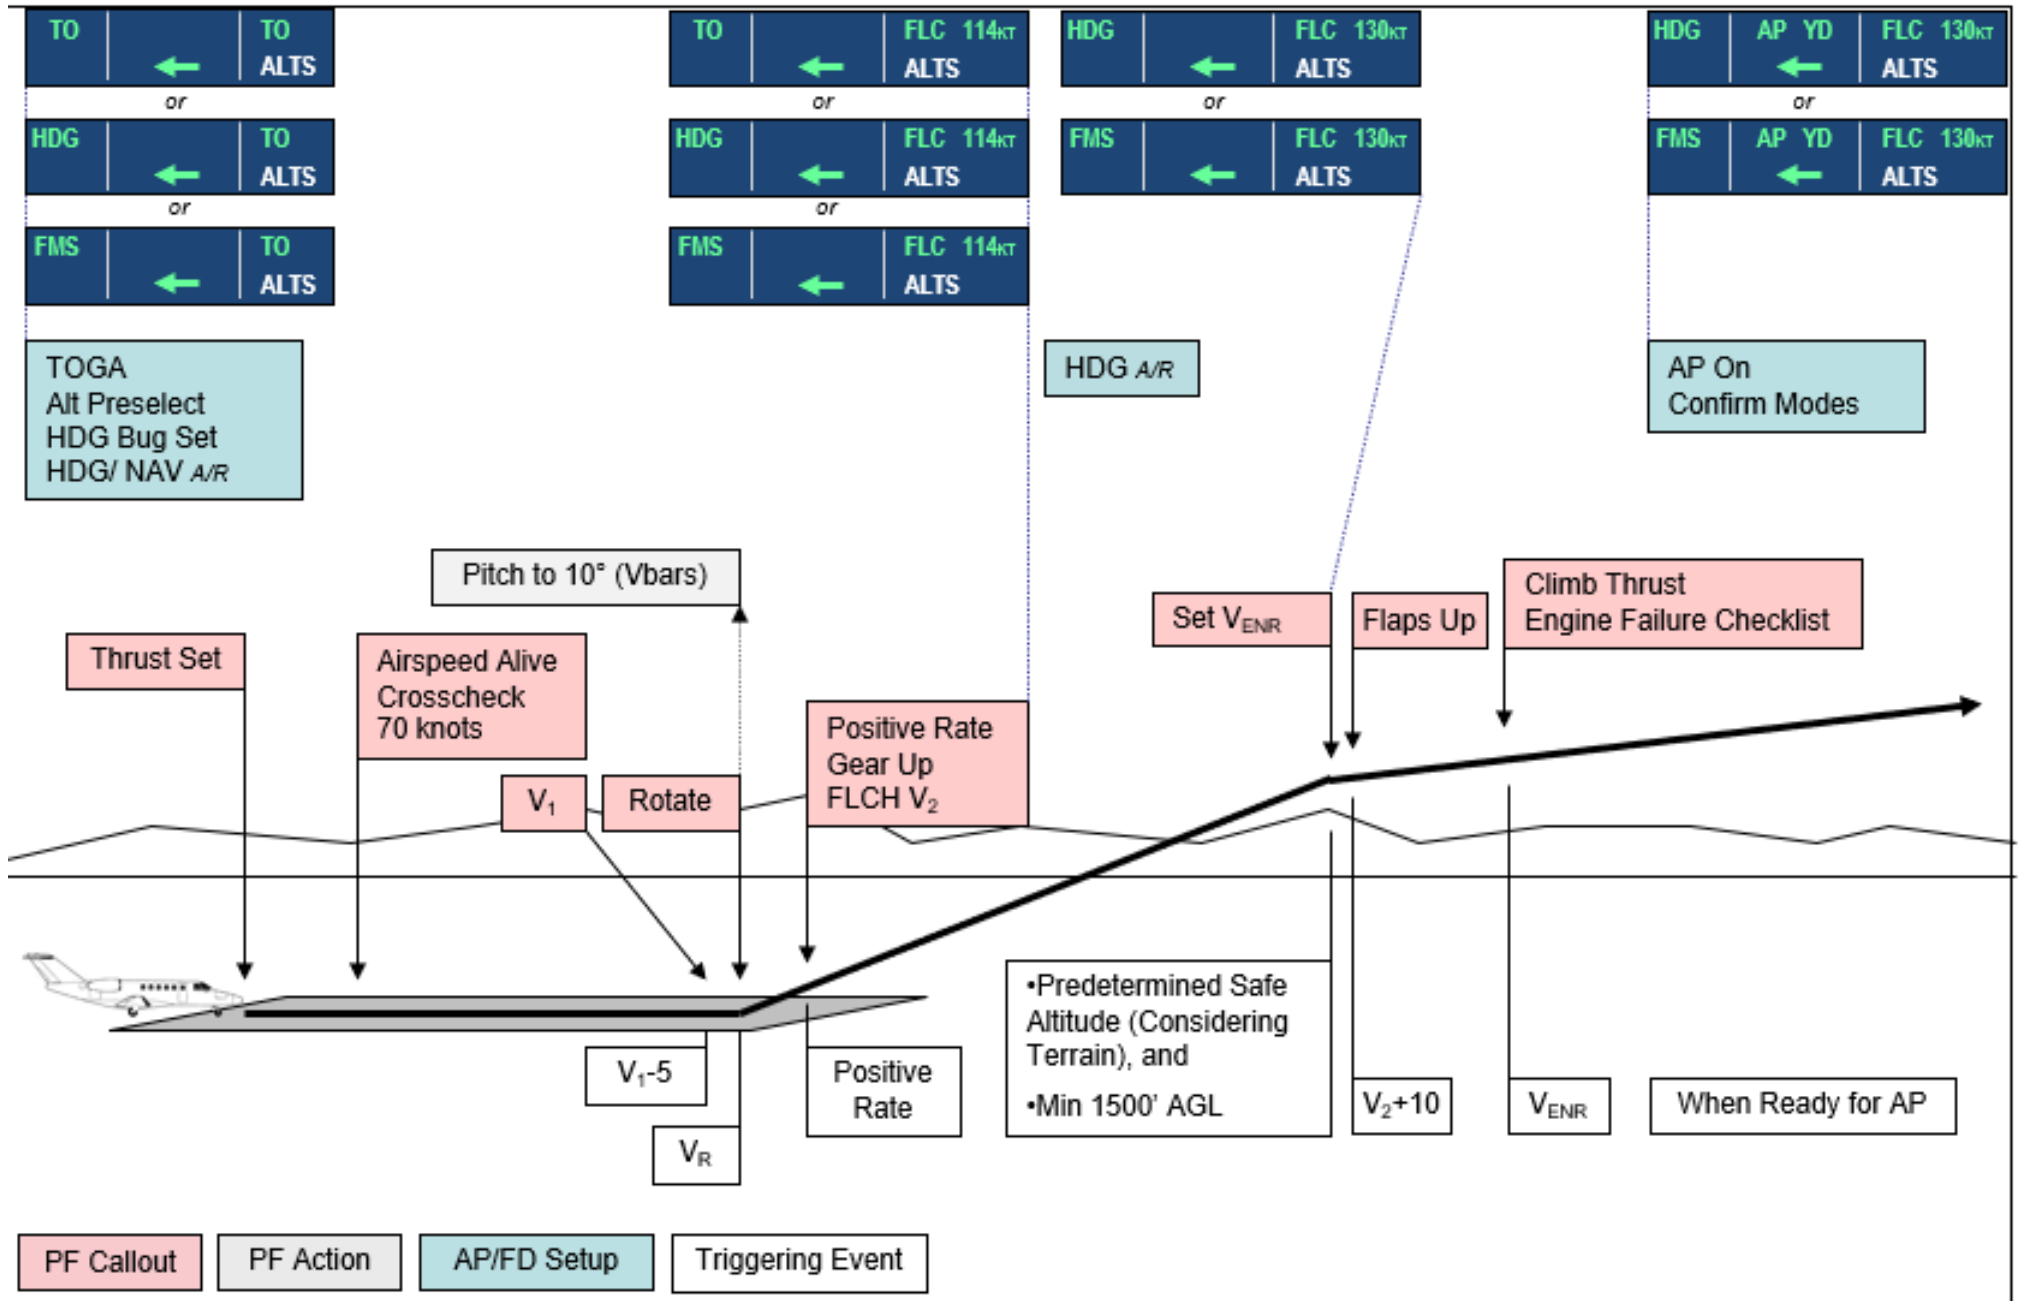 TO TO
← ALTS
or
HDG TO
← ALTS
or
FMS TO
← ALTS
TO FLC 114KT
← ALTS
or
HDG FLC 114KT
← ALTS
or
FMS FLC 114KT
← ALTS
HDG FLC 130KT
← ALTS
or
FMS FLC 130KT
← ALTS
HDG AP YD FLC 130KT
← ALTS
or
FMS AP YD FLC 130KT
← ALTS
TOGA
Alt Preselect
HDG Bug Set
HDG/ NAV A/R
HDG A/R
AP On
Confirm Modes
Pitch to 10° (Vbars)
Thrust Set
Airspeed Alive
Crosscheck
70 knots
V1
Rotate
Positive Rate
Gear Up
FLCH V2
Set VENR
Flaps Up
Climb Thrust
Engine Failure Checklist
V1-5
VR
Positive
Rate
•Predetermined Safe
Altitude (Considering
Terrain), and
•Min 1500’ AGL
V2+10
VENR
When Ready for AP
PF Callout
PF Action
AP/FD Setup
Triggering Event